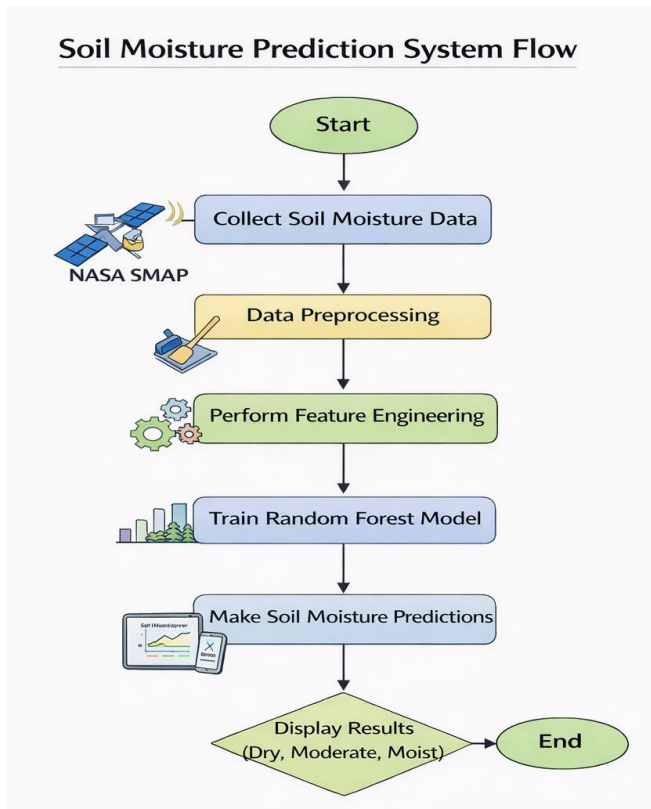 Soil Moisture Prediction System Flow
Start
Collect Soil Moisture Data
NASA SMAP
Data Preprocessing
Perform Feature Engineering
Train Random Forest Model
Make Soil Moisture Predictions
Display Results
(Dry, Moderate, Moist)
End